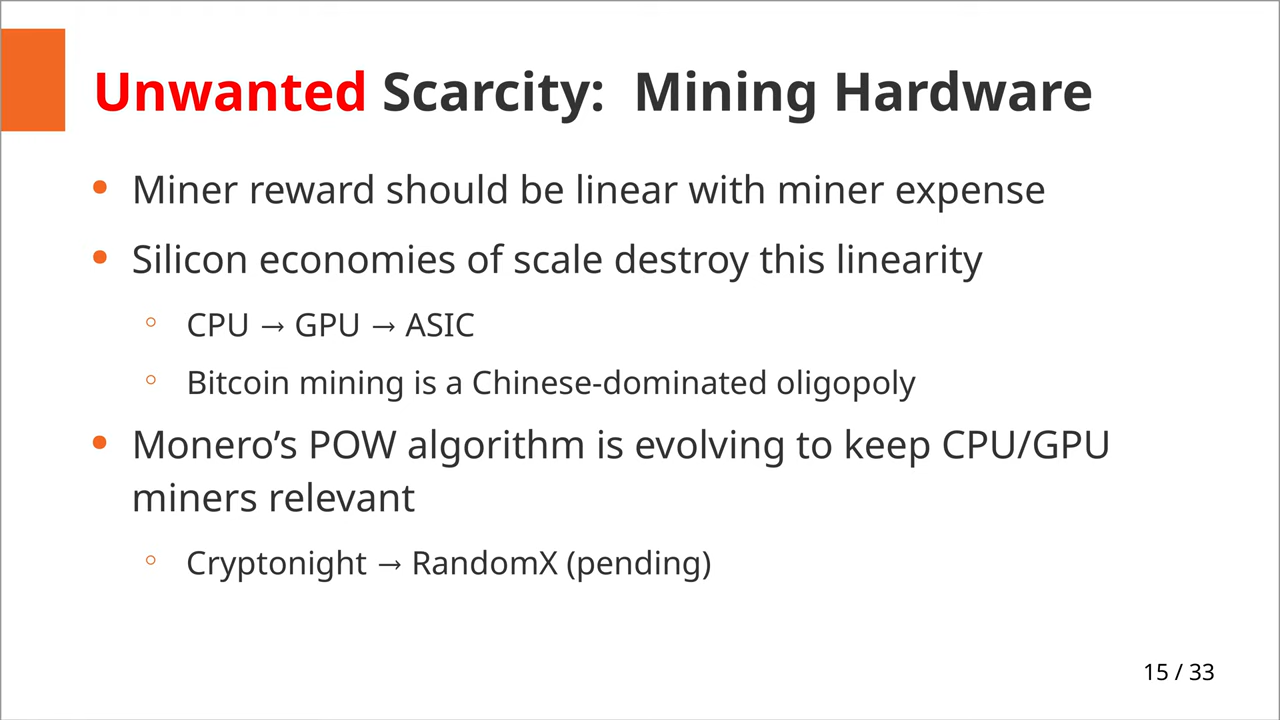 Unwanted Scarcity: Mining Hardware
• Miner reward should be linear with miner expense
• Silicon economies of scale destroy this linearity
○ CPU → GPU → ASIC
○ Bitcoin mining is a Chinese-dominated oligopoly
• Monero’s POW algorithm is evolving to keep CPU/GPU
miners relevant
○ Cryptonight → RandomX (pending)
15 / 33